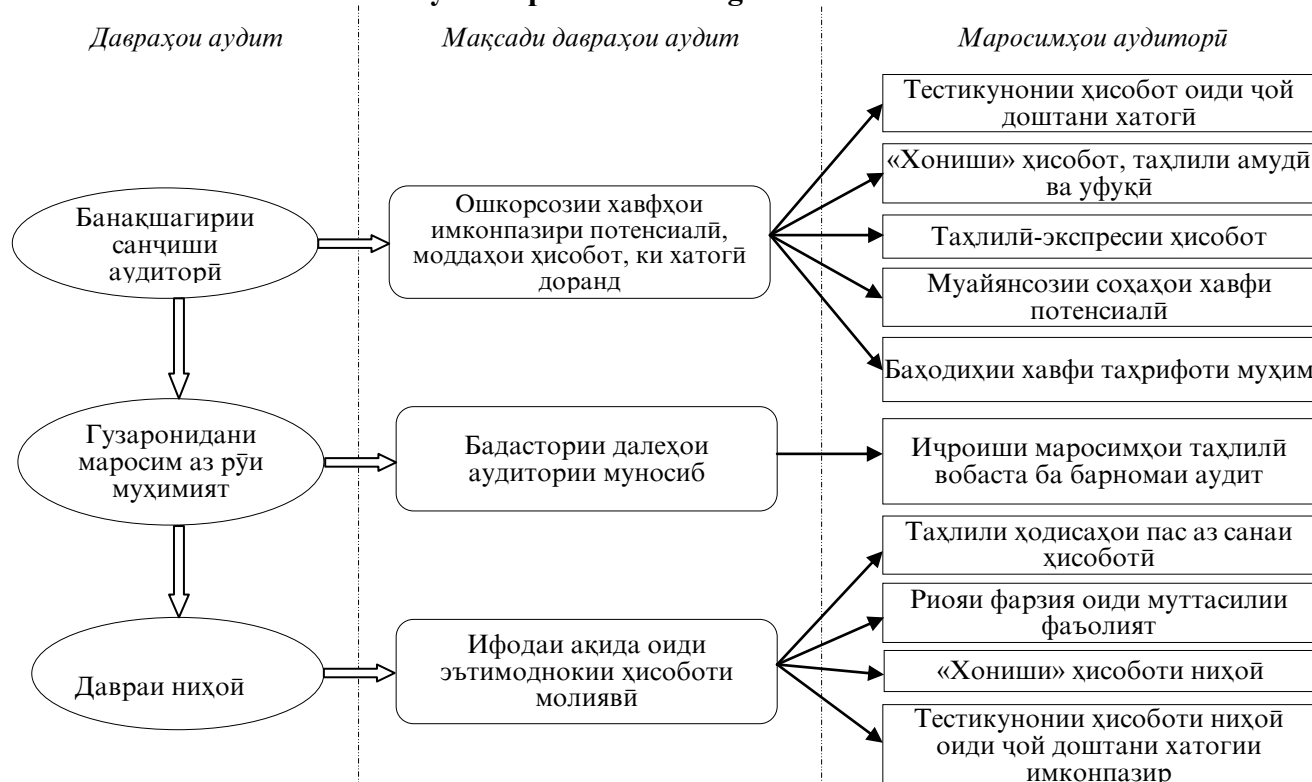 Давраҳои аудит
Мақсади давраҳои аудит
Маросимҳои аудиторӣ
Банақшагирии
санҷиши
аудиторӣ
Ошкорсозии хавфҳои
имконпазири потенсиалӣ,
моддаҳои ҳисобот, ки хатогӣ
доранд
Тестикунонии ҳисобот оиди ҷой
доштани хатогӣ
«Хониши» ҳисобот, таҳлили амудӣ
ва уфуқӣ
Таҳлилӣ-экспресии ҳисобот
Муайянсозии соҳаҳои хавфи
потенсиалӣ
Баҳодиҳии хавфи таҳрифоти муҳим
Гузаронидани
маросим аз рӯи
муҳимият
Бадастории далеҳои
аудитории муносиб
Иҷроиши маросимҳои таҳлилӣ
вобаста ба барномаи аудит
Давраи ниҳоӣ
Ифодаи ақида оиди
эътимоднокии ҳисоботи
молиявӣ
Таҳлили ҳодисаҳои пас аз санаи
ҳисоботӣ
Риояи фарзия оиди муттасилии
фаъолият
«Хониши» ҳисоботи ниҳоӣ
Тестикунонии ҳисоботи ниҳоӣ
оиди ҷой доштани хатогии
имконпазир